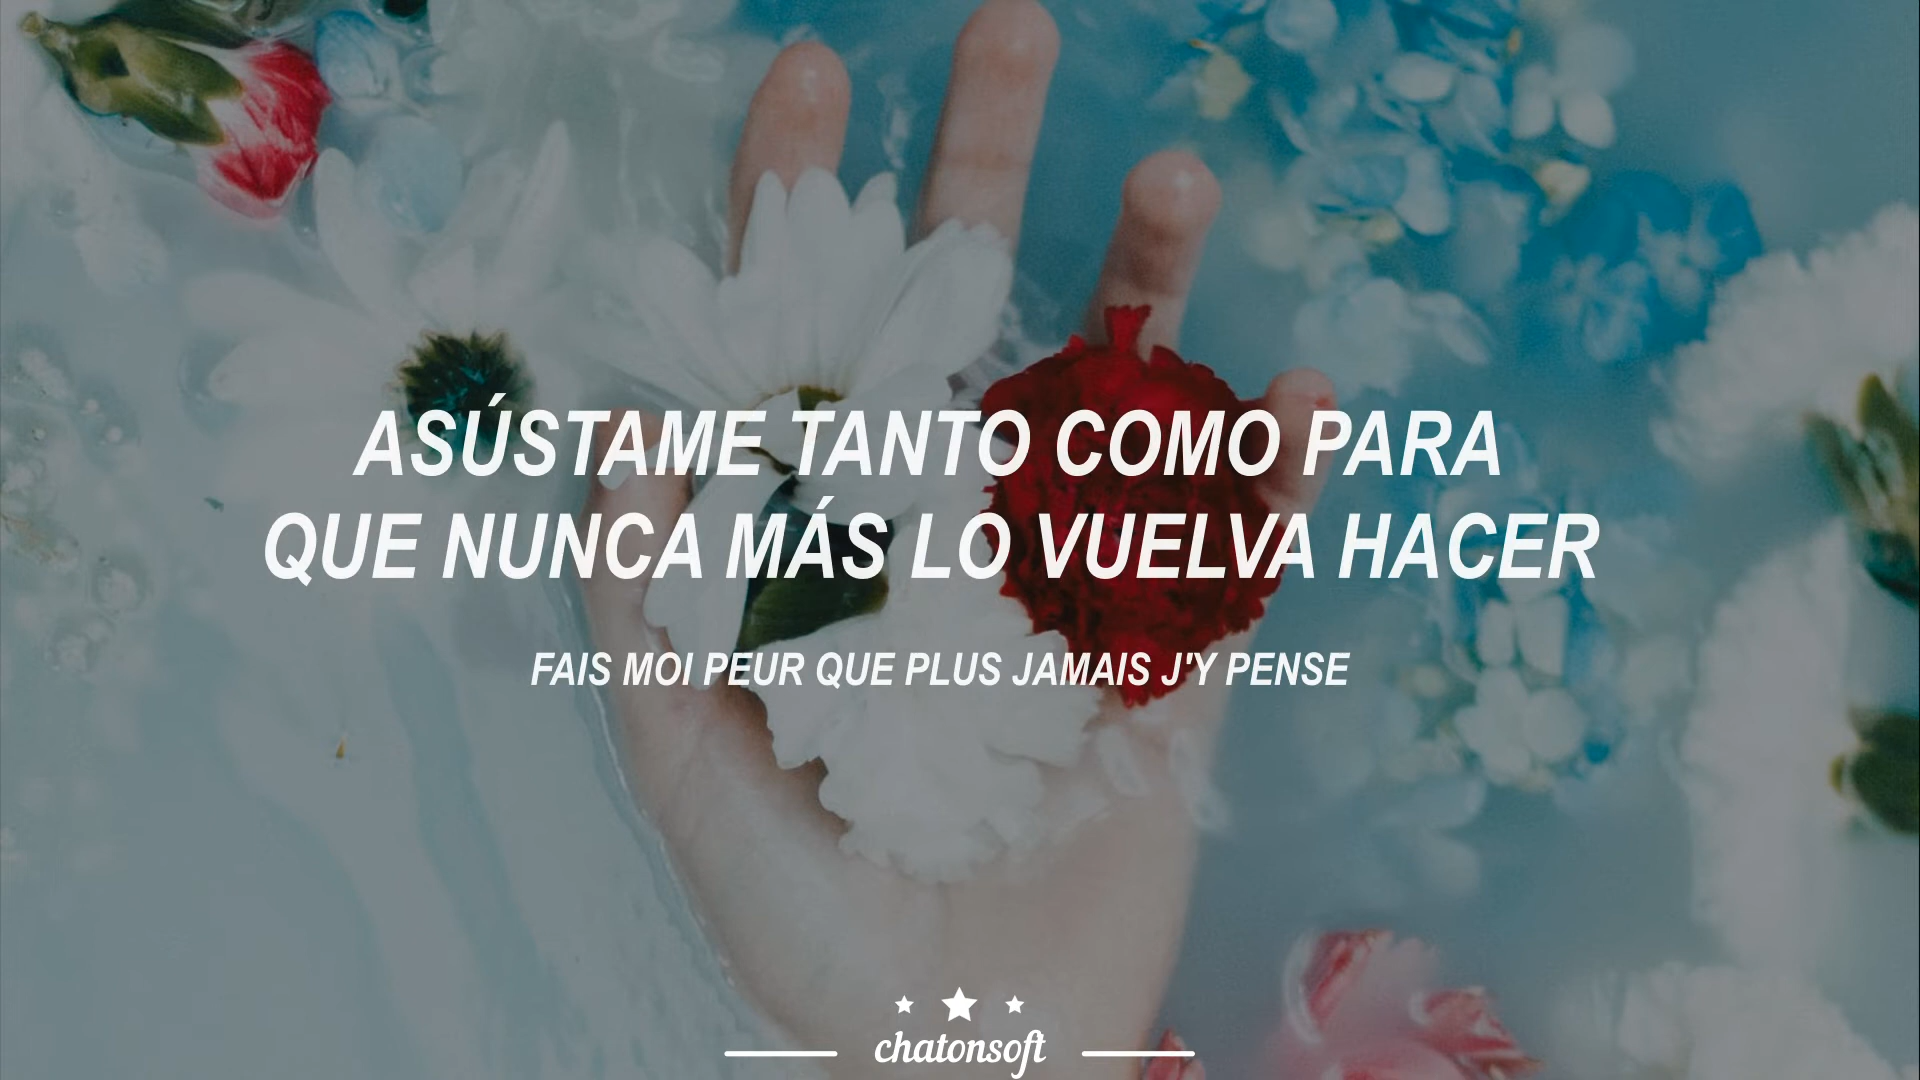 ASÚSTAME TANTO COMO PARA
QUE NUNCA MÁS LO VUELVA HACER
FAIS MOI PEUR QUE PLUS JAMAIS J'Y PENSE
chatonsoft